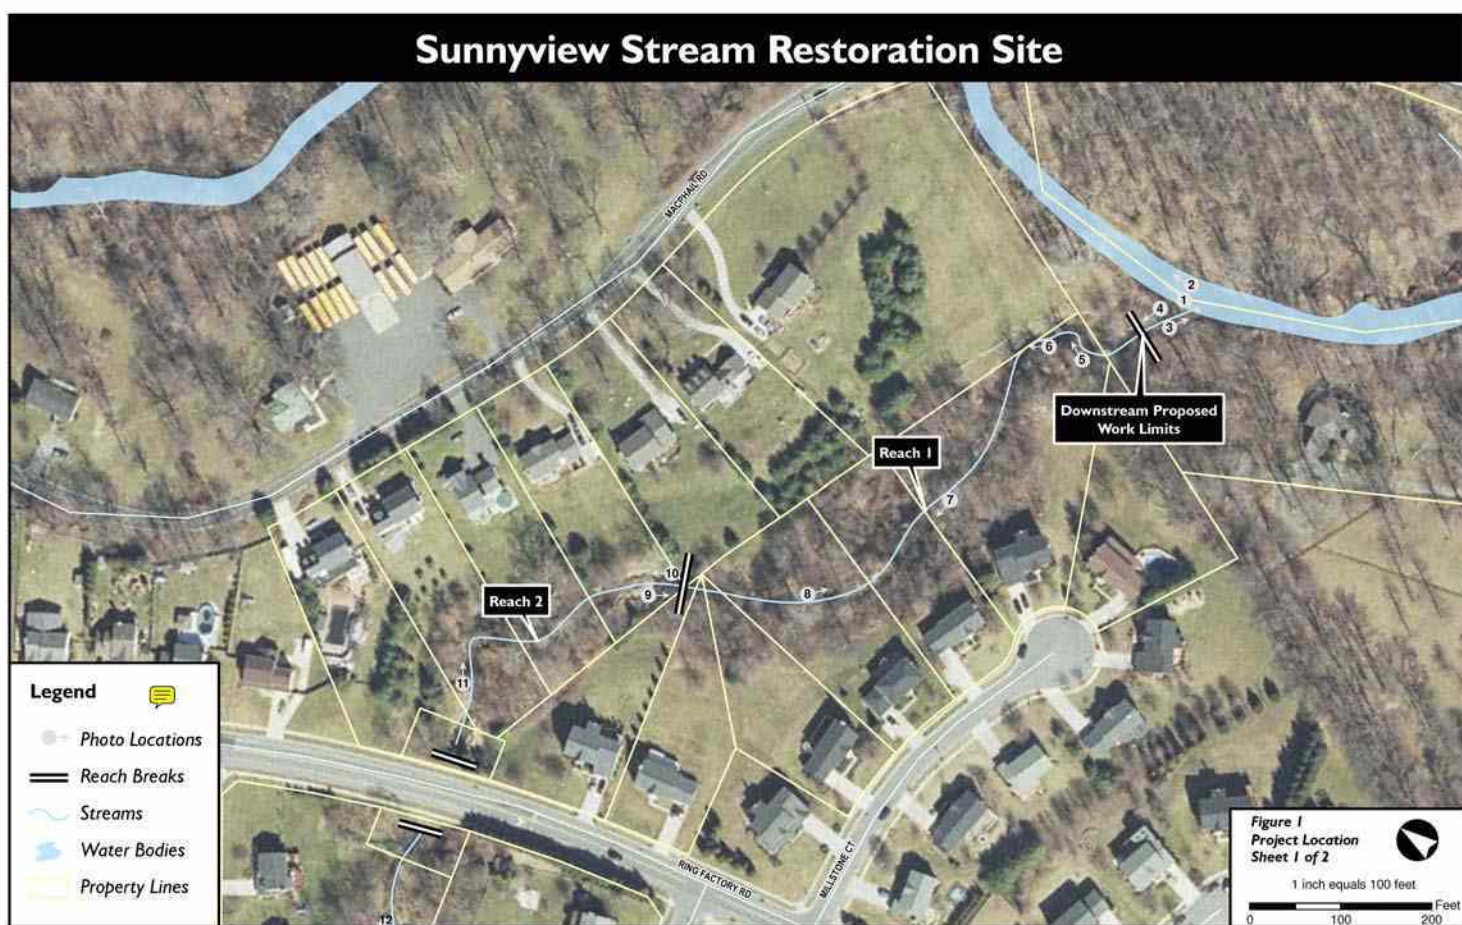 Sunnyview Stream Restoration Site
MACPHAIL RD
2
1
4
3
6
5
Downstream Proposed
Work Limits
Reach 1
7
10
9
8
Reach 2
11
Legend
Photo Locations
Reach Breaks
Streams
Water Bodies
Property Lines
12
RING FACTORY RD
MILLSTONE CT
Figure 1
Project Location
Sheet 1 of 2
1 inch equals 100 feet
Feet
0 100 200